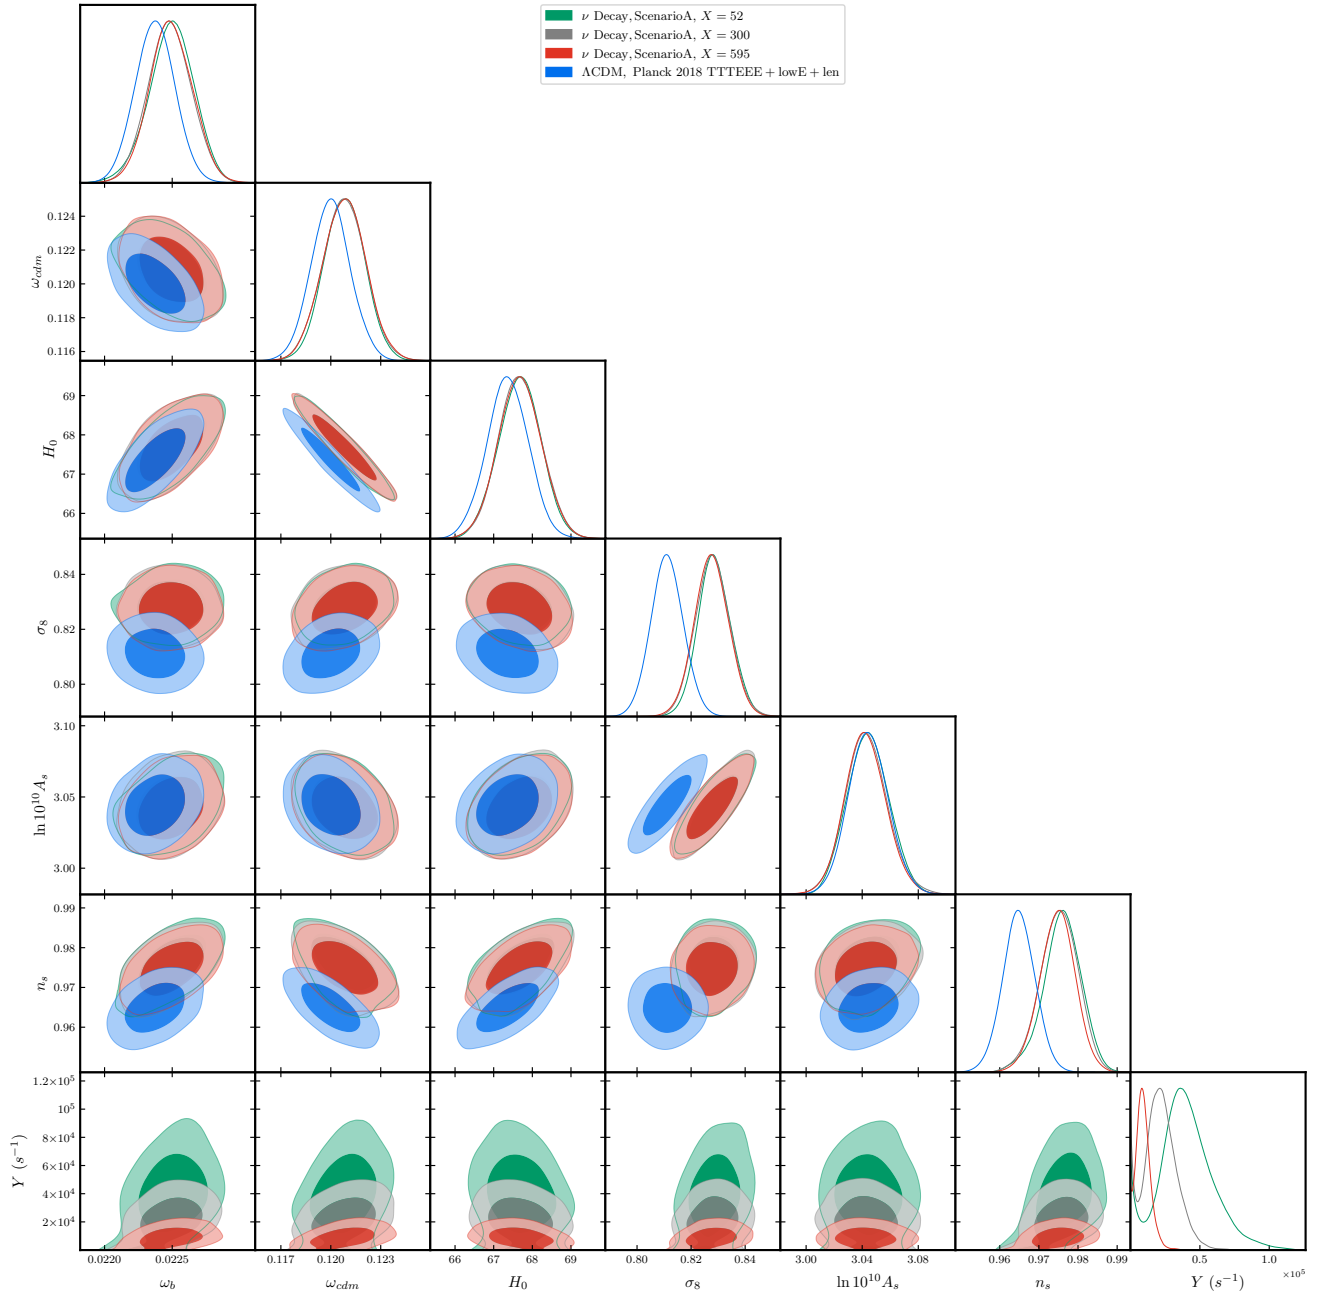 ν Decay, ScenarioA, X = 52
ν Decay, ScenarioA, X = 300
ν Decay, ScenarioA, X = 595
ΛCDM, Planck 2018 TTTEEE + lowE + len
0.124
0.122
0.120
0.118
0.116
ω_cdm
69
68
67
66
H_0
0.84
0.82
0.80
σ_8
3.10
3.05
3.00
ln 10^10 A_s
0.99
0.98
0.97
0.96
n_s
1.2×10^5
10^5
8×10^4
6×10^4
4×10^4
2×10^4
Y (s^−1)
0.0220 0.0225
0.117 0.120 0.123
66 67 68 69
0.80 0.82 0.84
3.00 3.04 3.08
0.96 0.97 0.98 0.99
0.5 1.0
×10^5
ω_b
ω_cdm
H_0
σ_8
ln 10^10 A_s
n_s
Y (s^−1)